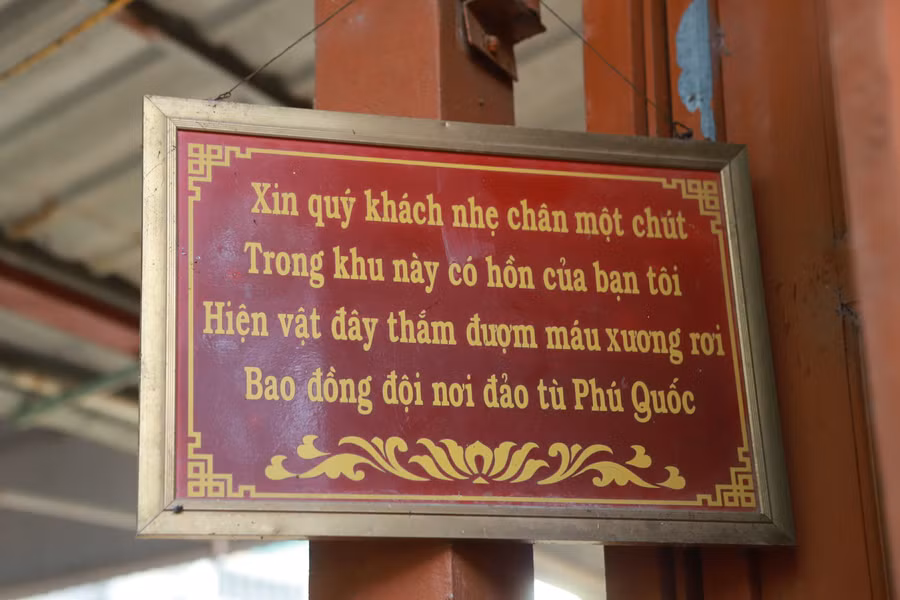 Xin quý khách nhẹ chân một chút
Trong khu này có hồn của bạn tôi
Hiện vật đây thắm đượm máu xương rơi
Bao đồng đội nơi đảo tù Phú Quốc